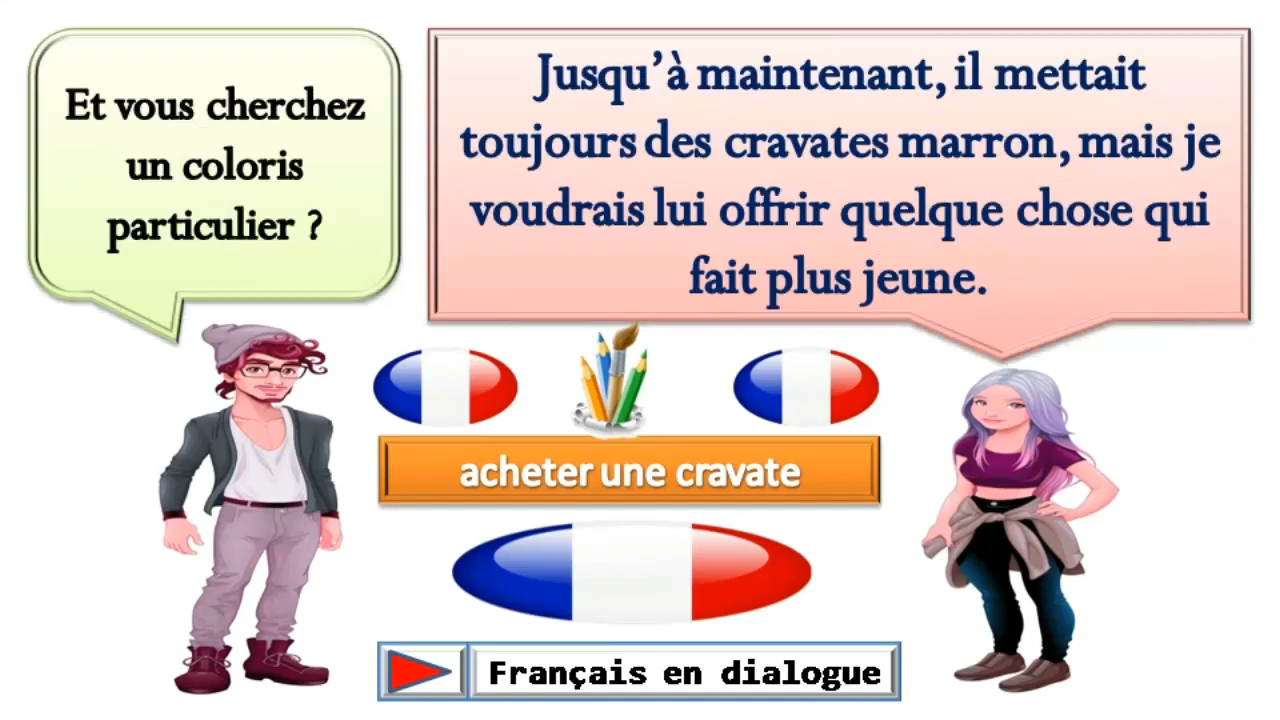 Et vous cherchez
un coloris
particulier ?
Jusqu’à maintenant, il mettait
toujours des cravates marron, mais je
voudrais lui offrir quelque chose qui
fait plus jeune.
acheter une cravate
Français en dialogue